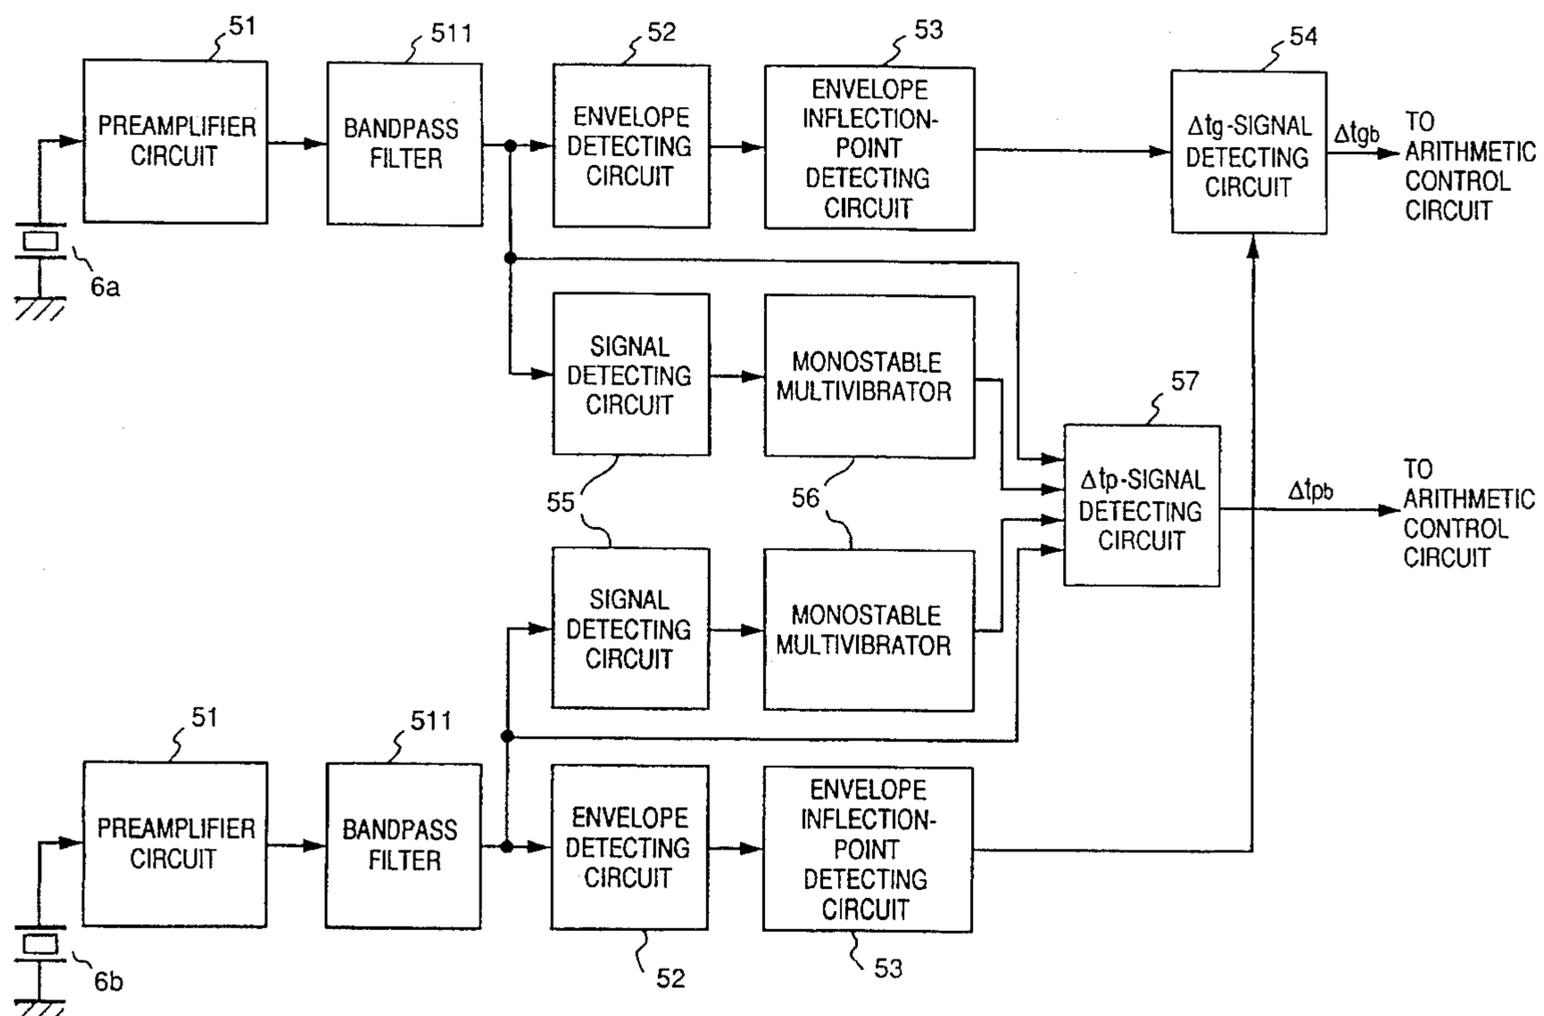 51
511
52
53
54
PREAMPLIFIER
CIRCUIT
BANDPASS
FILTER
ENVELOPE
DETECTING
CIRCUIT
ENVELOPE
INFLECTION-
POINT
DETECTING
CIRCUIT
Δtg-SIGNAL
DETECTING
CIRCUIT
Δtgb
TO
ARITHMETIC
CONTROL
CIRCUIT
6a
SIGNAL
DETECTING
CIRCUIT
MONOSTABLE
MULTIVIBRATOR
57
55
56
Δtp-SIGNAL
DETECTING
CIRCUIT
Δtpb
TO
ARITHMETIC
CONTROL
CIRCUIT
SIGNAL
DETECTING
CIRCUIT
MONOSTABLE
MULTIVIBRATOR
51
511
PREAMPLIFIER
CIRCUIT
BANDPASS
FILTER
ENVELOPE
DETECTING
CIRCUIT
ENVELOPE
INFLECTION-
POINT
DETECTING
CIRCUIT
6b
52
53